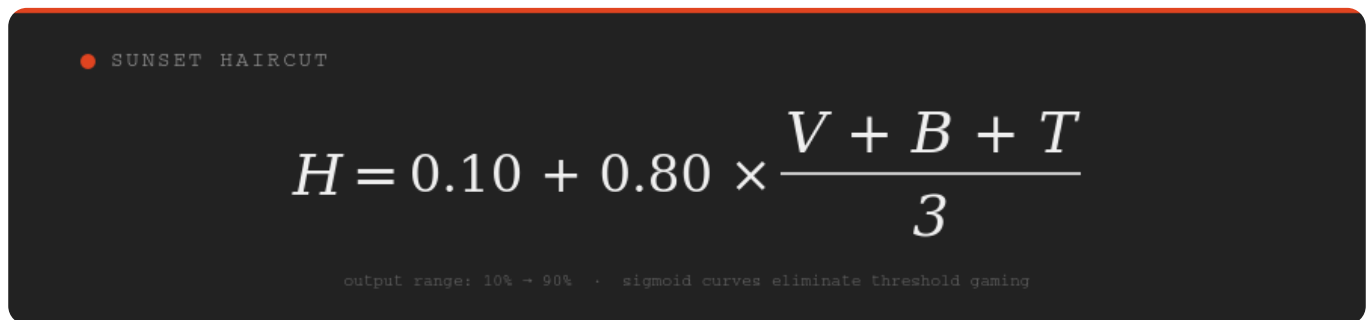 SUNSET HAIRCUT
H = 0.10 + 0.80 × (V + B + T) / 3
output range: 10% → 90% · sigmoid curves eliminate threshold gaming